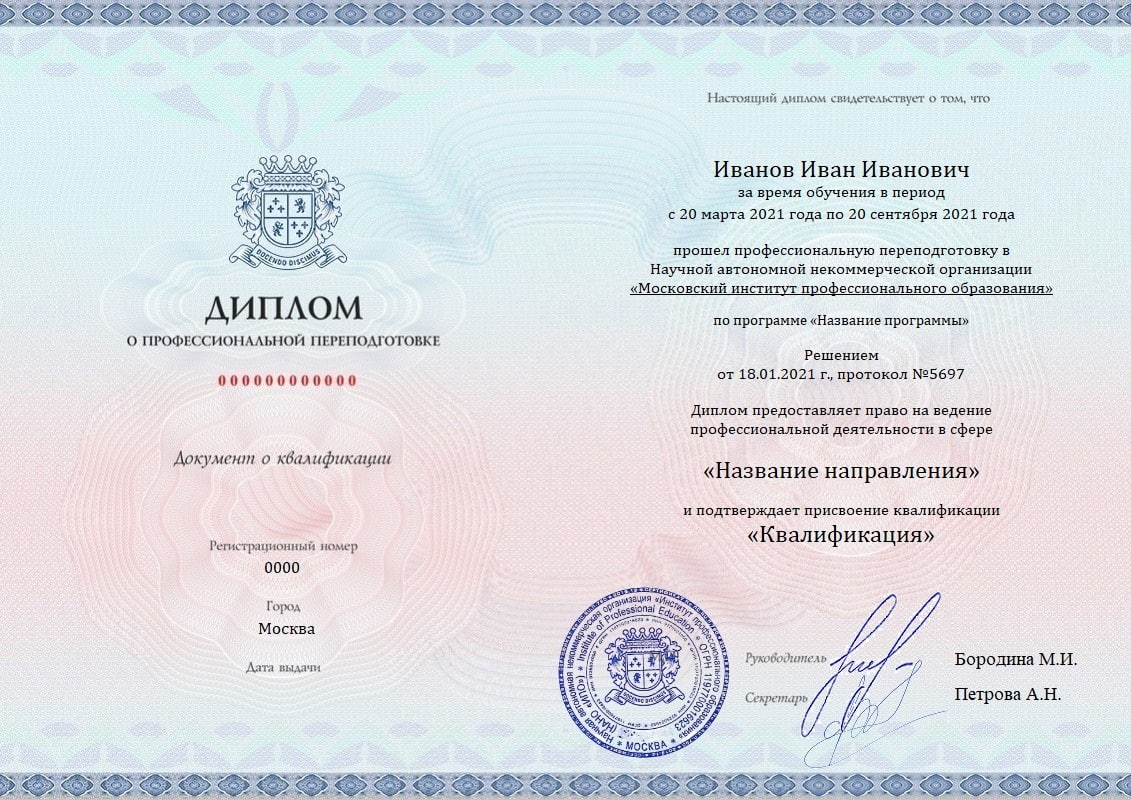 DOCENDO DISCIMUS
ДИПЛОМ
О ПРОФЕССИОНАЛЬНОЙ ПЕРЕПОДГОТОВКЕ
000000000000
Документ о квалификации
Регистрационный номер
0000
Город
Москва
Дата выдачи
Настоящий диплом свидетельствует о том, что
Иванов Иван Иванович
за время обучения в период
с 20 марта 2021 года по 20 сентября 2021 года
прошел профессиональную переподготовку в
Научной автономной некоммерческой организации
«Московский институт профессионального образования»
по программе «Название программы»
Решением
от 18.01.2021 г., протокол №5697
Диплом предоставляет право на ведение
профессиональной деятельности в сфере
«Название направления»
и подтверждает присвоение квалификации
«Квалификация»
Научная автономная некоммерческая организация «Институт профессионального образования»
(НАНО «ИПО») * Institute of Professional Education * ОГРН 1197700016623
* МОСКВА *
DOCENDO DISCIMUS
Руководитель
Бородина М.И.
Секретарь
Петрова А.Н.